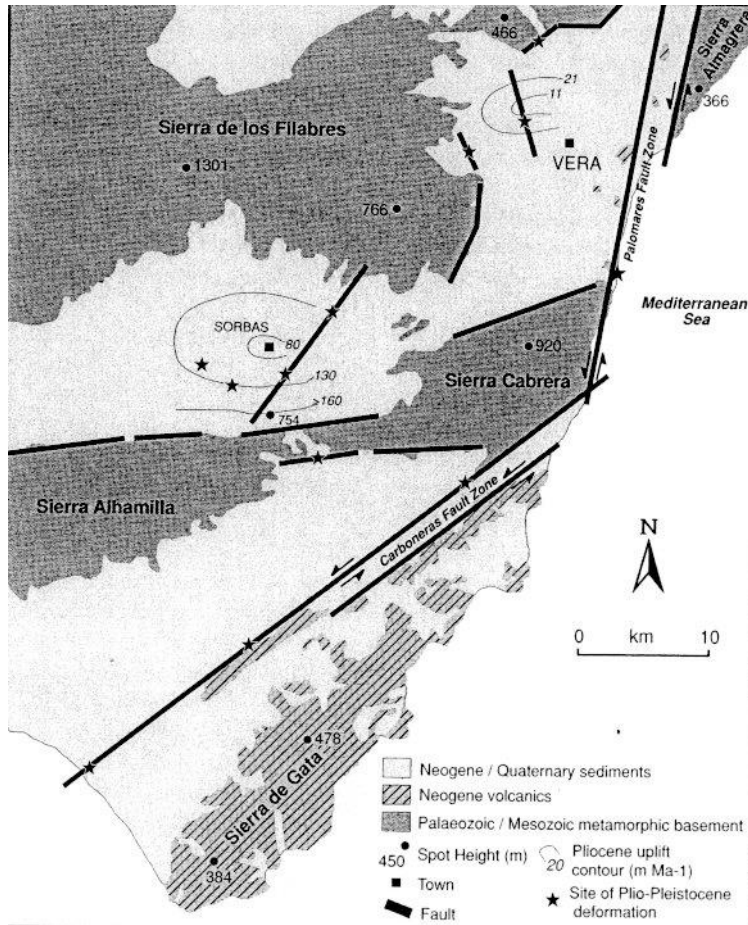 466
Sierra
Almagrera
366
21
11
Sierra de los Filabres
1301
VERA
766
Palomares Fault Zone
Mediterranean
Sea
SORBAS
80
130
>160
754
920
Sierra Cabrera
Sierra Alhamilla
Carboneras Fault Zone
N
0 km 10
478
Sierra de Gata
384
Neogene / Quaternary sediments
Neogene volcanics
Palaeozoic / Mesozoic metamorphic basement
450 Spot Height (m)
20 Pliocene uplift
contour (m Ma-1)
Town
Site of Plio-Pleistocene
deformation
Fault